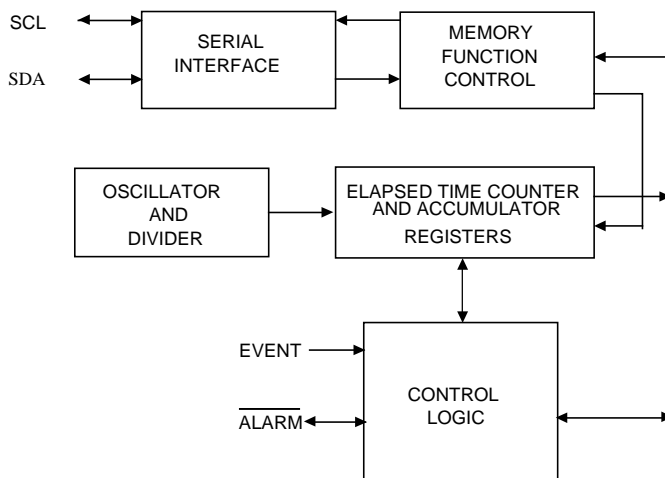 SCL
SDA
SERIAL
INTERFACE
MEMORY
FUNCTION
CONTROL
OSCILLATOR
AND
DIVIDER
ELAPSED TIME COUNTER
AND ACCUMULATOR
REGISTERS
EVENT
ALARM
CONTROL
LOGIC